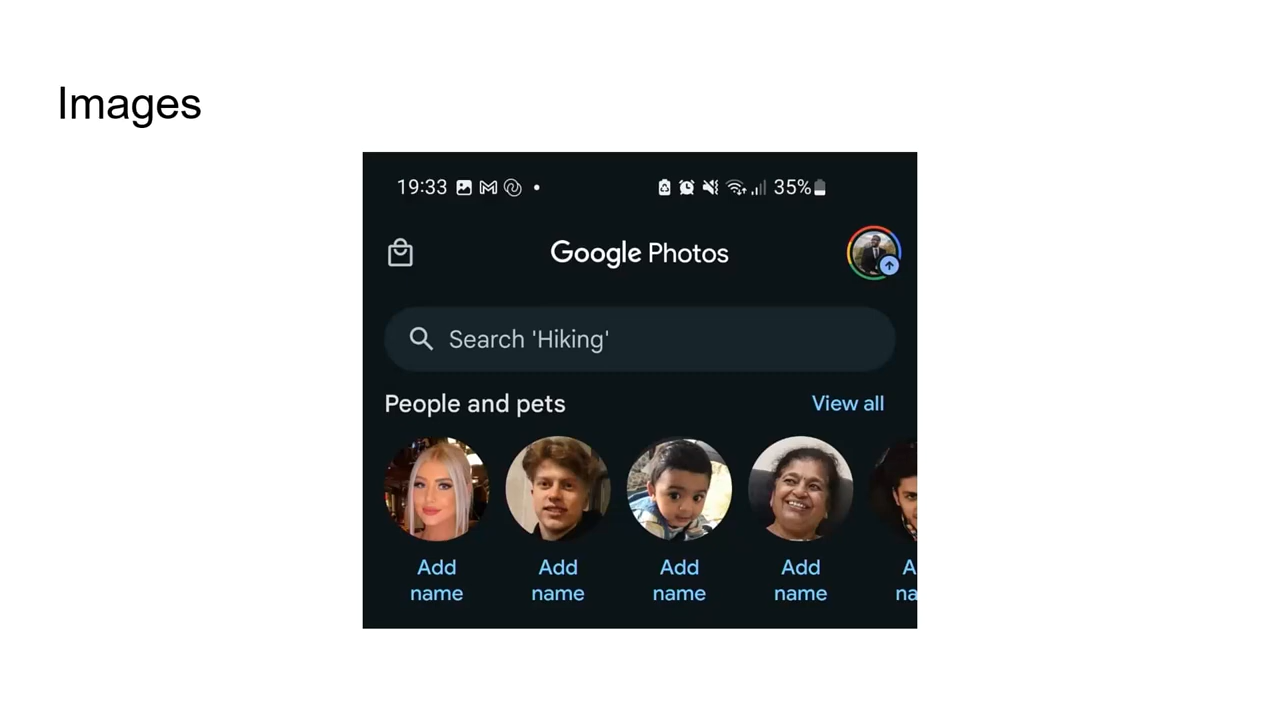 Images
19:33 35%
Google Photos
Search 'Hiking'
People and pets View all
Add Add Add Add A
name name name name na